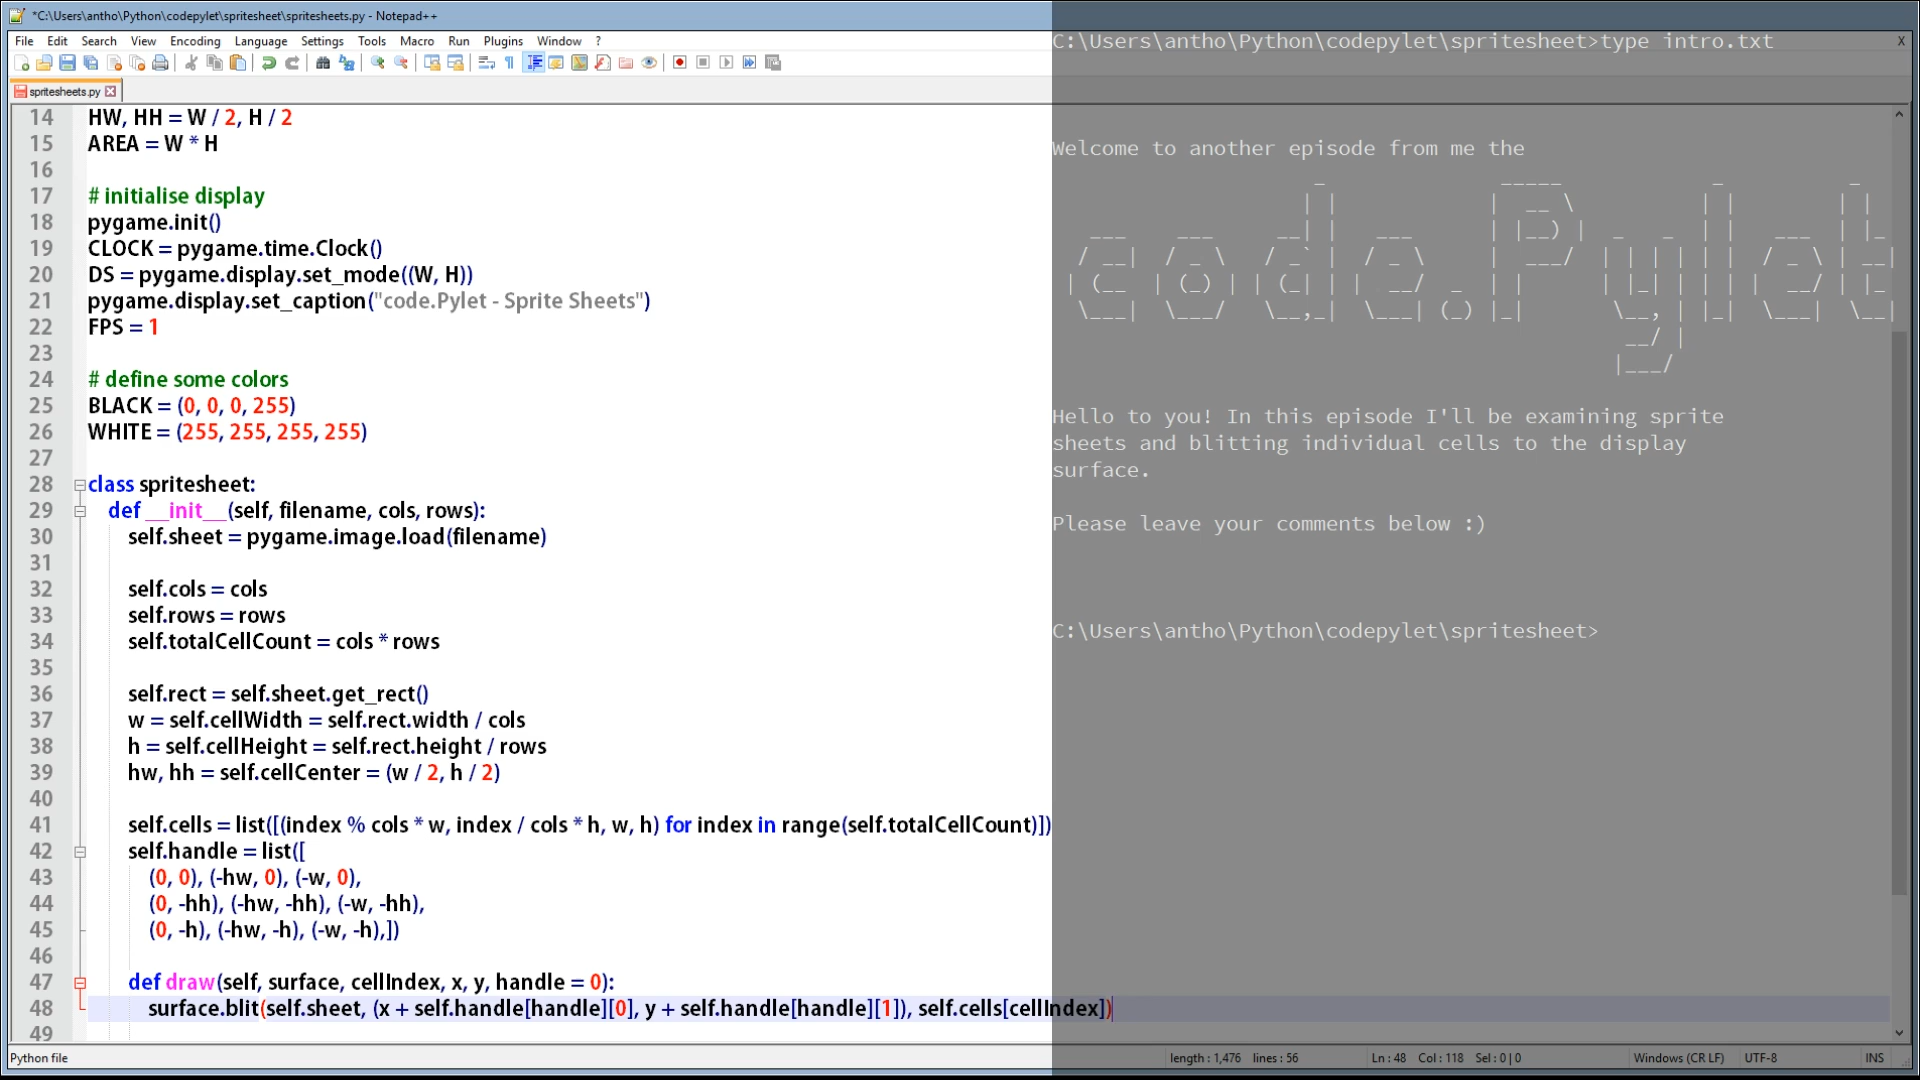 *C:\Users\antho\Python\codepylet\spritesheet\spritesheets.py - Notepad++
File Edit Search View Encoding Language Settings Tools Macro Run Plugins Window ? X
spritesheets.py
14 HW, HH = W / 2, H / 2
15 AREA = W * H
16
17 # initialise display
18 pygame.init()
19 CLOCK = pygame.time.Clock()
20 DS = pygame.display.set_mode((W, H))
21 pygame.display.set_caption("code.Pylet - Sprite Sheets")
22 FPS = 1
23
24 # define some colors
25 BLACK = (0, 0, 0, 255)
26 WHITE = (255, 255, 255, 255)
27
28 class spritesheet:
29 def __init__(self, filename, cols, rows):
30 self.sheet = pygame.image.load(filename)
31
32 self.cols = cols
33 self.rows = rows
34 self.totalCellCount = cols * rows
35
36 self.rect = self.sheet.get_rect()
37 w = self.cellWidth = self.rect.width / cols
38 h = self.cellHeight = self.rect.height / rows
39 hw, hh = self.cellCenter = (w / 2, h / 2)
40
41 self.cells = list([(index % cols * w, index / cols * h, w, h) for index in range(self.totalCellCount)])
42 self.handle = list([
43 (0, 0), (-hw, 0), (-w, 0),
44 (0, -hh), (-hw, -hh), (-w, -hh),
45 (0, -h), (-hw, -h), (-w, -h),])
46
47 def draw(self, surface, cellIndex, x, y, handle = 0):
48 surface.blit(self.sheet, (x + self.handle[handle][0], y + self.handle[handle][1]), self.cells[cellIndex])
49
C:\Users\antho\Python\codepylet\spritesheet>type intro.txt
Welcome to another episode from me the
code.Pylet
Hello to you! In this episode I'll be examining sprite
sheets and blitting individual cells to the display
surface.
Please leave your comments below :)
C:\Users\antho\Python\codepylet\spritesheet>
Python file length : 1,476 lines : 56 Ln : 48 Col : 118 Sel : 0 | 0 Windows (CR LF) UTF-8 INS